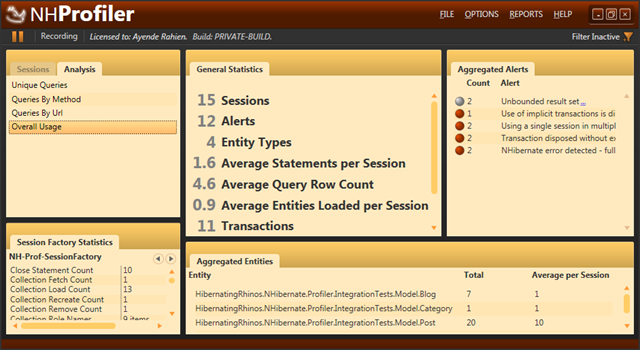 NHProfiler
FILE OPTIONS REPORTS HELP
Recording Licensed to: Ayende Rahien. Build: PRIVATE-BUILD. Filter Inactive
Sessions Analysis
Unique Queries
Queries By Method
Queries By Url
Overall Usage
General Statistics
15 Sessions
12 Alerts
4 Entity Types
1.6 Average Statements per Session
4.6 Average Query Row Count
0.9 Average Entities Loaded per Session
11 Transactions
Aggregated Alerts
Count Alert
2 Unbounded result set...
1 Use of implicit transactions is di
2 Using a single session in multipl
2 Transaction disposed without ex
2 NHibernate error detected - full
Session Factory Statistics
NH-Prof-SessionFactory
Close Statement Count 10
Collection Fetch Count 1
Collection Load Count 13
Collection Recreate Count 1
Collection Remove Count 1
Collection Role Names 9 items
Aggregated Entities
Entity Total Average per Session
HibernatingRhinos.NHibernate.Profiler.IntegrationTests.Model.Blog 7 1
HibernatingRhinos.NHibernate.Profiler.IntegrationTests.Model.Category 1 1
HibernatingRhinos.NHibernate.Profiler.IntegrationTests.Model.Post 20 10